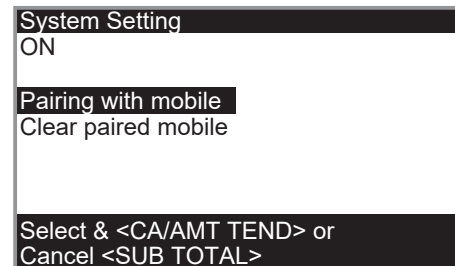 System Setting
ON
Pairing with mobile
Clear paired mobile
Select & <CA/AMT TEND> or
Cancel <SUB TOTAL>